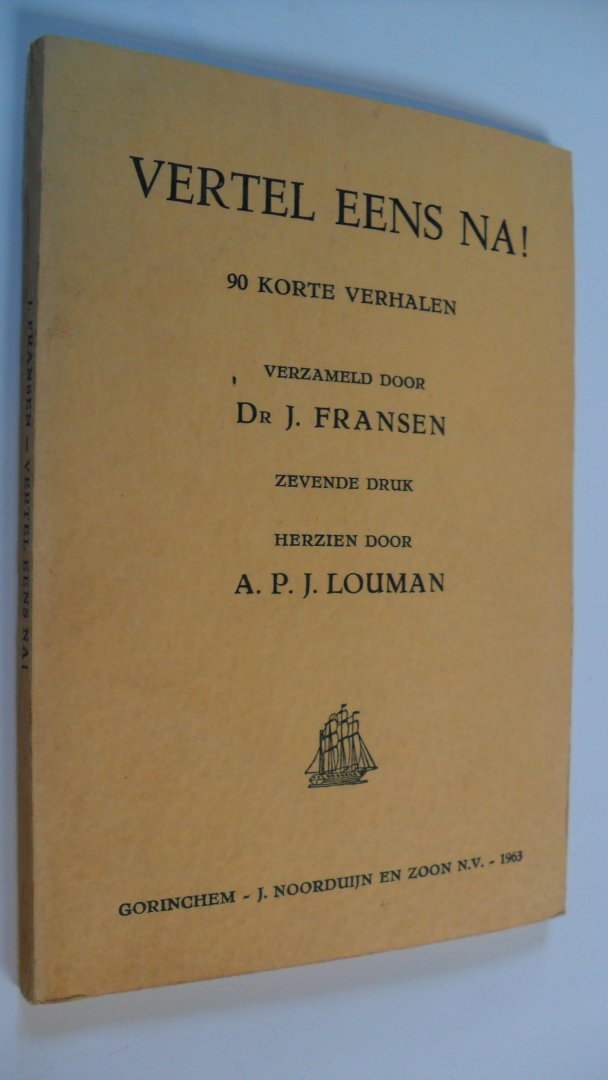 VERTEL EENS NA!
90 KORTE VERHALEN
VERZAMELD DOOR
DR J. FRANSEN
ZEVENDE DRUK
HERZIEN DOOR
A. P. J. LOUMAN
GORINCHEM - J. NOORDUIJN EN ZOON N.V. - 1963
J. FRANSEN — VERTEL EENS NA!